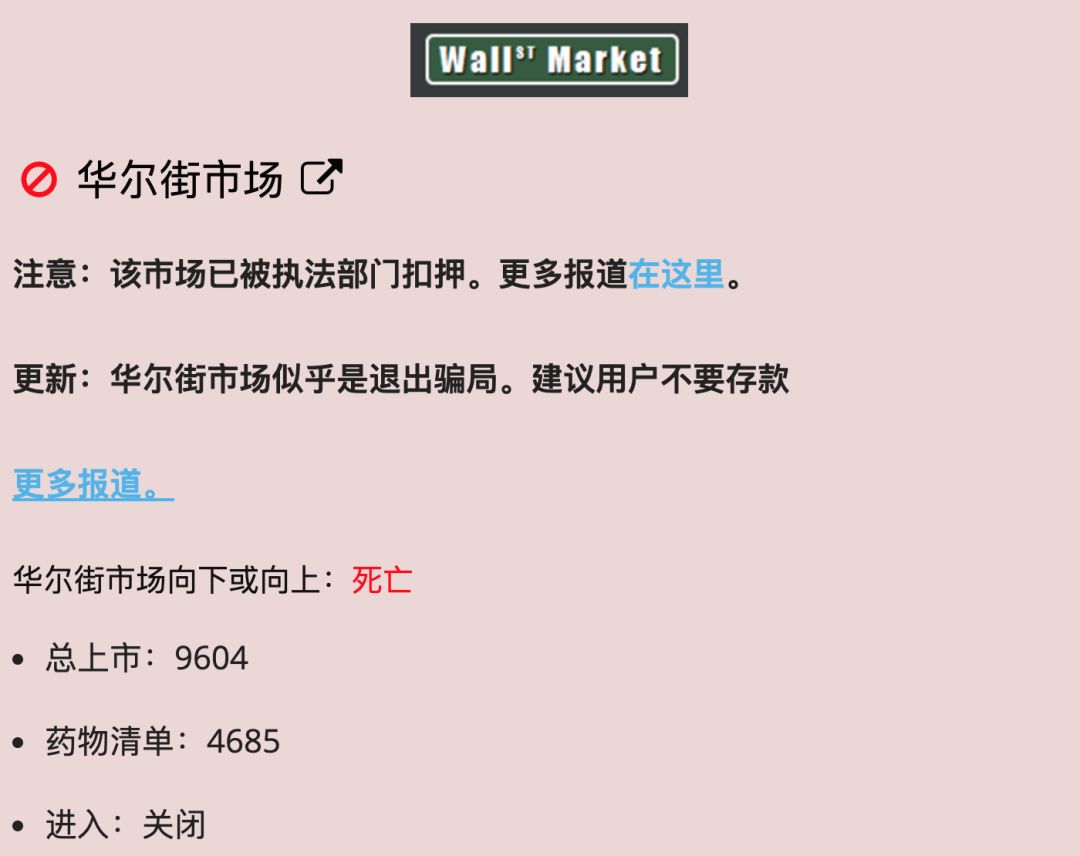 Wall ST Market
华尔街市场
注意：该市场已被执法部门扣押。更多报道在这里。
更新：华尔街市场似乎是退出骗局。建议用户不要存款
更多报道。
华尔街市场向下或向上：死亡
• 总上市：9604
• 药物清单：4685
• 进入：关闭